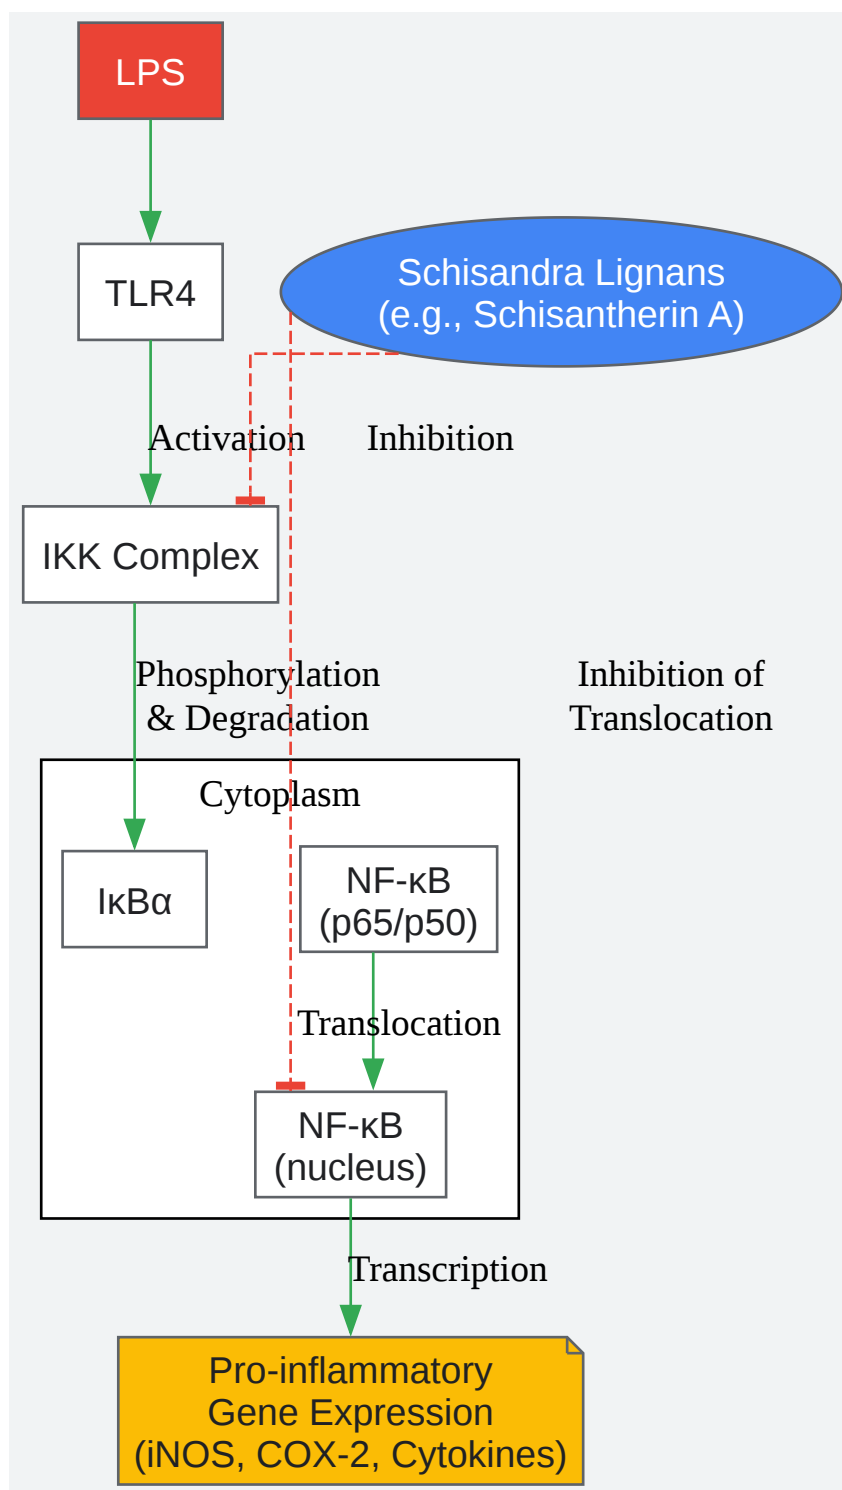 LPS
TLR4
Schisandra Lignans
(e.g., Schisantherin A)
Activation
Inhibition
IKK Complex
Phosphorylation
& Degradation
Inhibition of
Translocation
Cytoplasm
IκBα
NF-κB
(p65/p50)
Translocation
NF-κB
(nucleus)
Transcription
Pro-inflammatory
Gene Expression
(iNOS, COX-2, Cytokines)